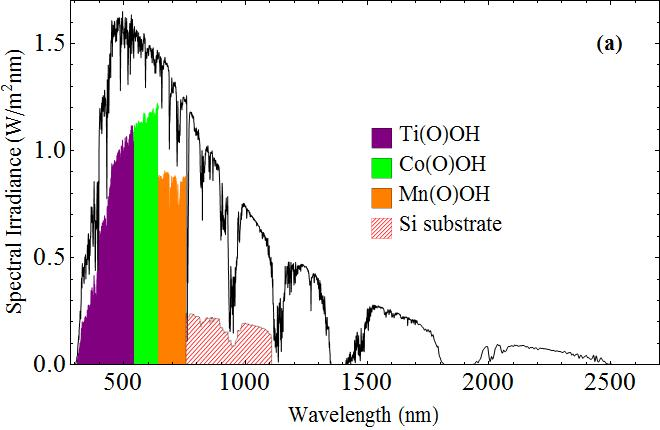 (a)
1.5
1.0
0.5
0.0
Spectral Irradiance (W/m²nm)
Ti(O)OH
Co(O)OH
Mn(O)OH
Si substrate
500 1000 1500 2000 2500
Wavelength (nm)